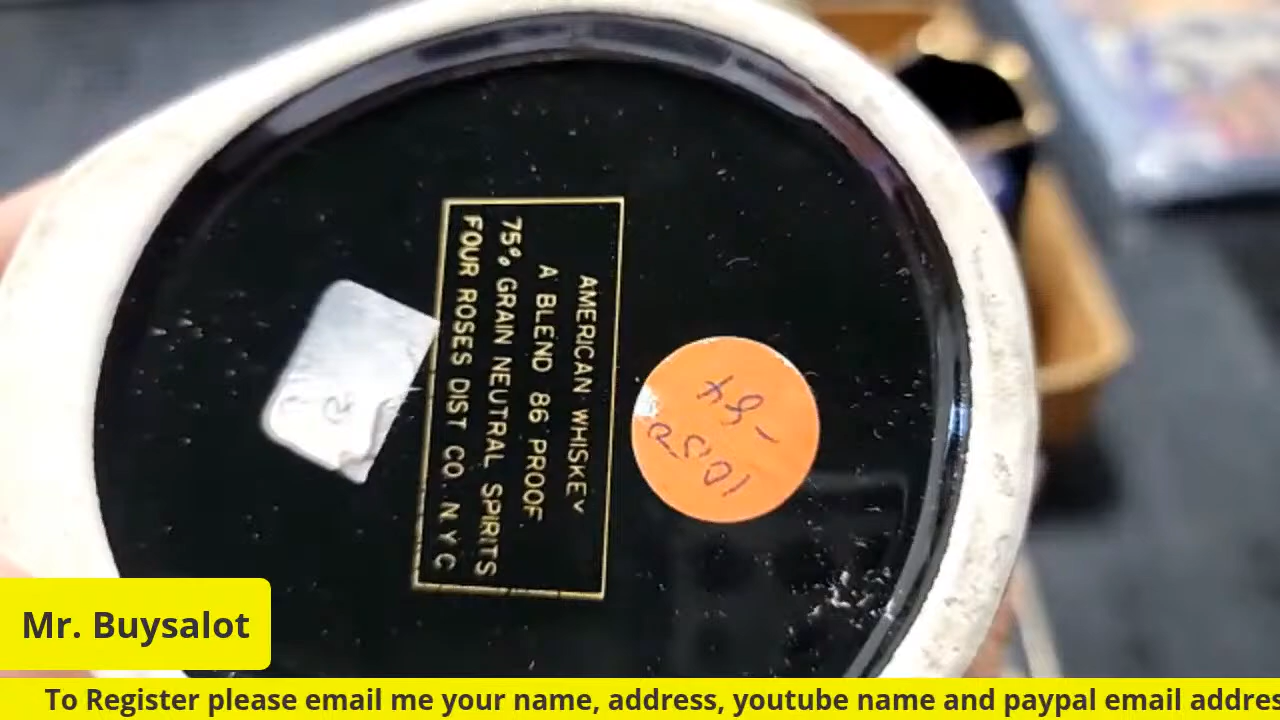 AMERICAN WHISKEY
A BLEND 86 PROOF
75% GRAIN NEUTRAL SPIRITS
FOUR ROSES DIST CO. N.Y.C
Mr. Buysalot
To Register please email me your name, address, youtube name and paypal email addres